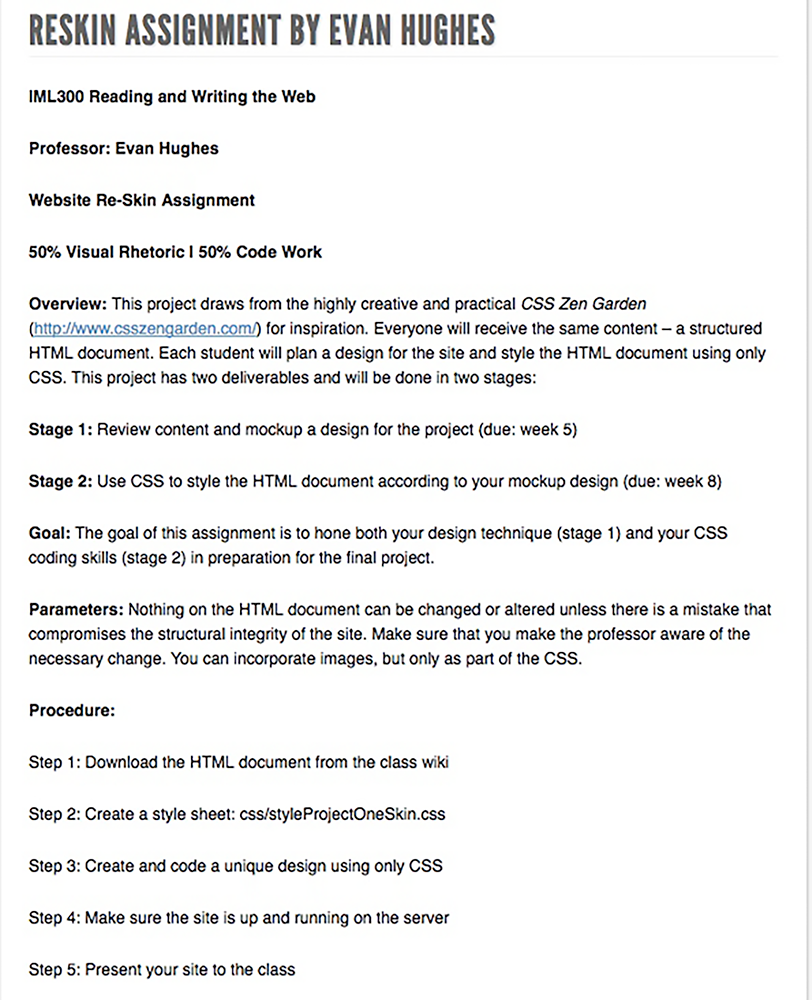 RESKIN ASSIGNMENT BY EVAN HUGHES
IML300 Reading and Writing the Web
Professor: Evan Hughes
Website Re-Skin Assignment
50% Visual Rhetoric I 50% Code Work
Overview: This project draws from the highly creative and practical CSS Zen Garden
(http://www.csszengarden.com/) for inspiration. Everyone will receive the same content – a structured
HTML document. Each student will plan a design for the site and style the HTML document using only
CSS. This project has two deliverables and will be done in two stages:
Stage 1: Review content and mockup a design for the project (due: week 5)
Stage 2: Use CSS to style the HTML document according to your mockup design (due: week 8)
Goal: The goal of this assignment is to hone both your design technique (stage 1) and your CSS
coding skills (stage 2) in preparation for the final project.
Parameters: Nothing on the HTML document can be changed or altered unless there is a mistake that
compromises the structural integrity of the site. Make sure that you make the professor aware of the
necessary change. You can incorporate images, but only as part of the CSS.
Procedure:
Step 1: Download the HTML document from the class wiki
Step 2: Create a style sheet: css/styleProjectOneSkin.css
Step 3: Create and code a unique design using only CSS
Step 4: Make sure the site is up and running on the server
Step 5: Present your site to the class